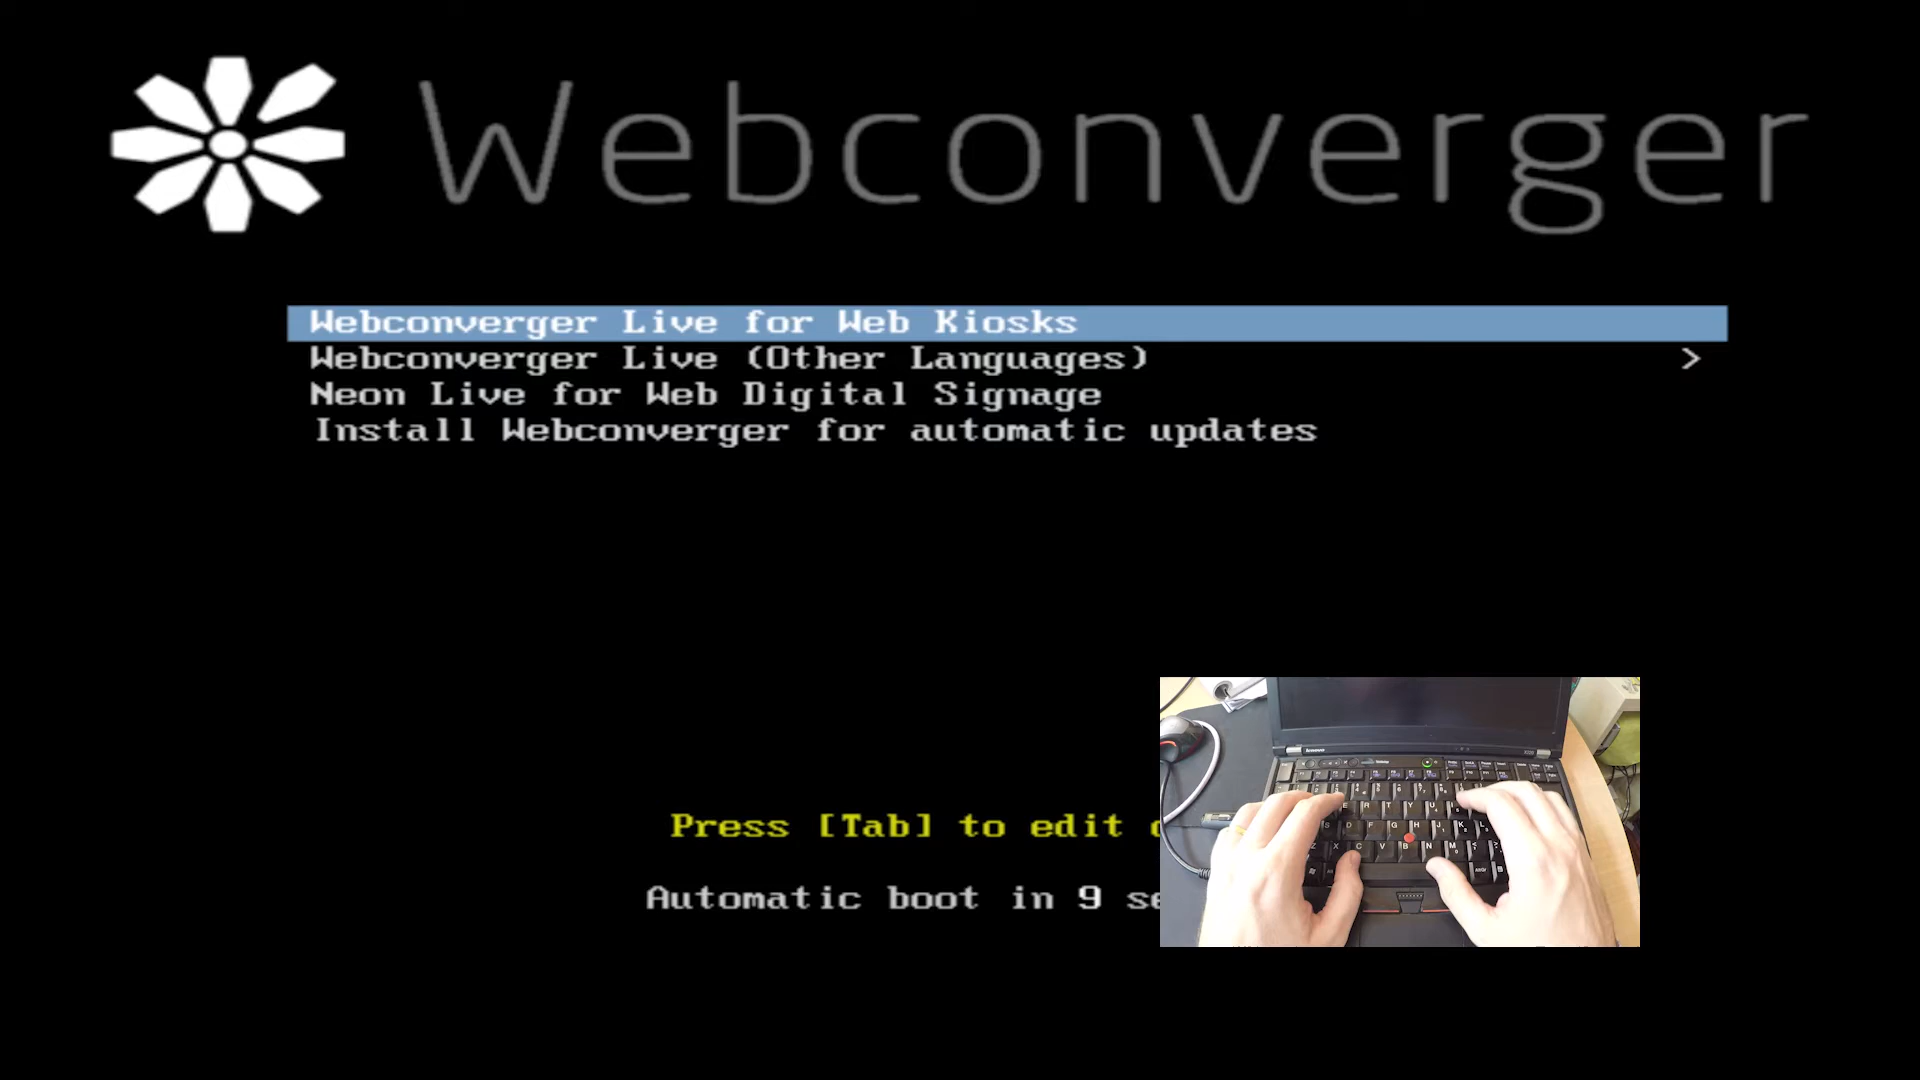 Webconverger
Webconverger Live for Web Kiosks
Webconverger Live (Other Languages) >
Neon Live for Web Digital Signage
Install Webconverger for automatic updates
Press [Tab] to edit
Automatic boot in 9